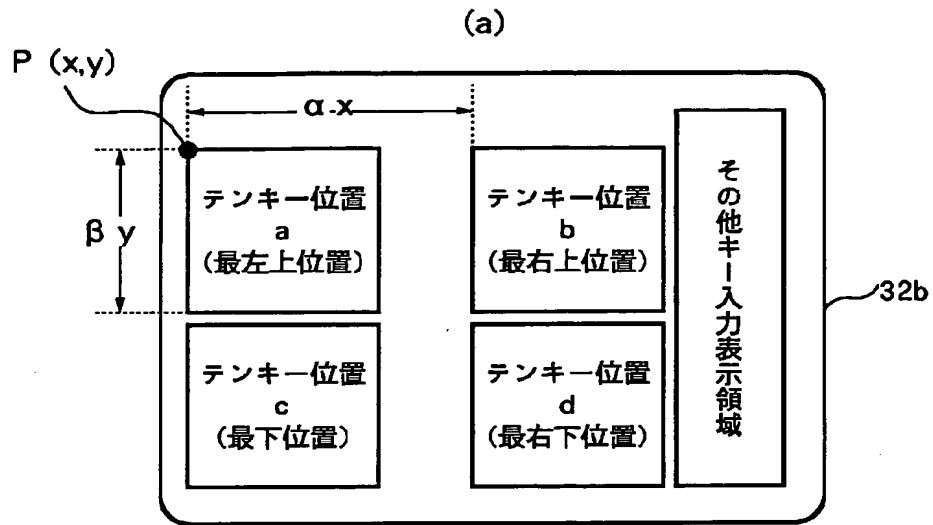 (a)
P (x,y)
α x
β y
テンキー位置
a
(最左上位置)
テンキー位置
b
(最右上位置)
テンキー位置
c
(最下位置)
テンキー位置
d
(最右下位置)
その他キー入力表示領域
32b